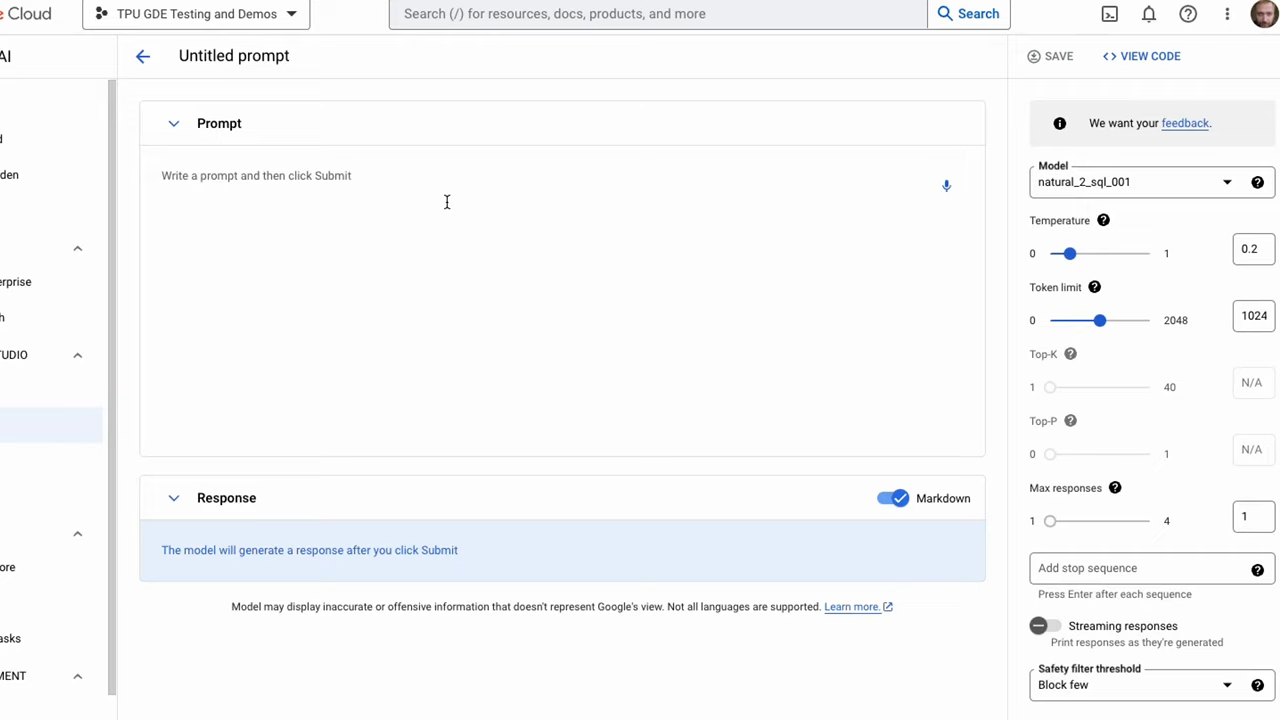 e Cloud
TPU GDE Testing and Demos
Search (/) for resources, docs, products, and more
Search
AI
Untitled prompt
SAVE
VIEW CODE
d
den
erprise
h
TUDIO
ore
asks
MENT
Prompt
Write a prompt and then click Submit
Response
Markdown
The model will generate a response after you click Submit
Model may display inaccurate or offensive information that doesn't represent Google's view. Not all languages are supported. Learn more.
We want your feedback.
Model
natural_2_sql_001
Temperature
0
1
0.2
Token limit
0
2048
1024
Top-K
1
40
N/A
Top-P
0
1
N/A
Max responses
1
4
1
Add stop sequence
Press Enter after each sequence
Streaming responses
Print responses as they're generated
Safety filter threshold
Block few